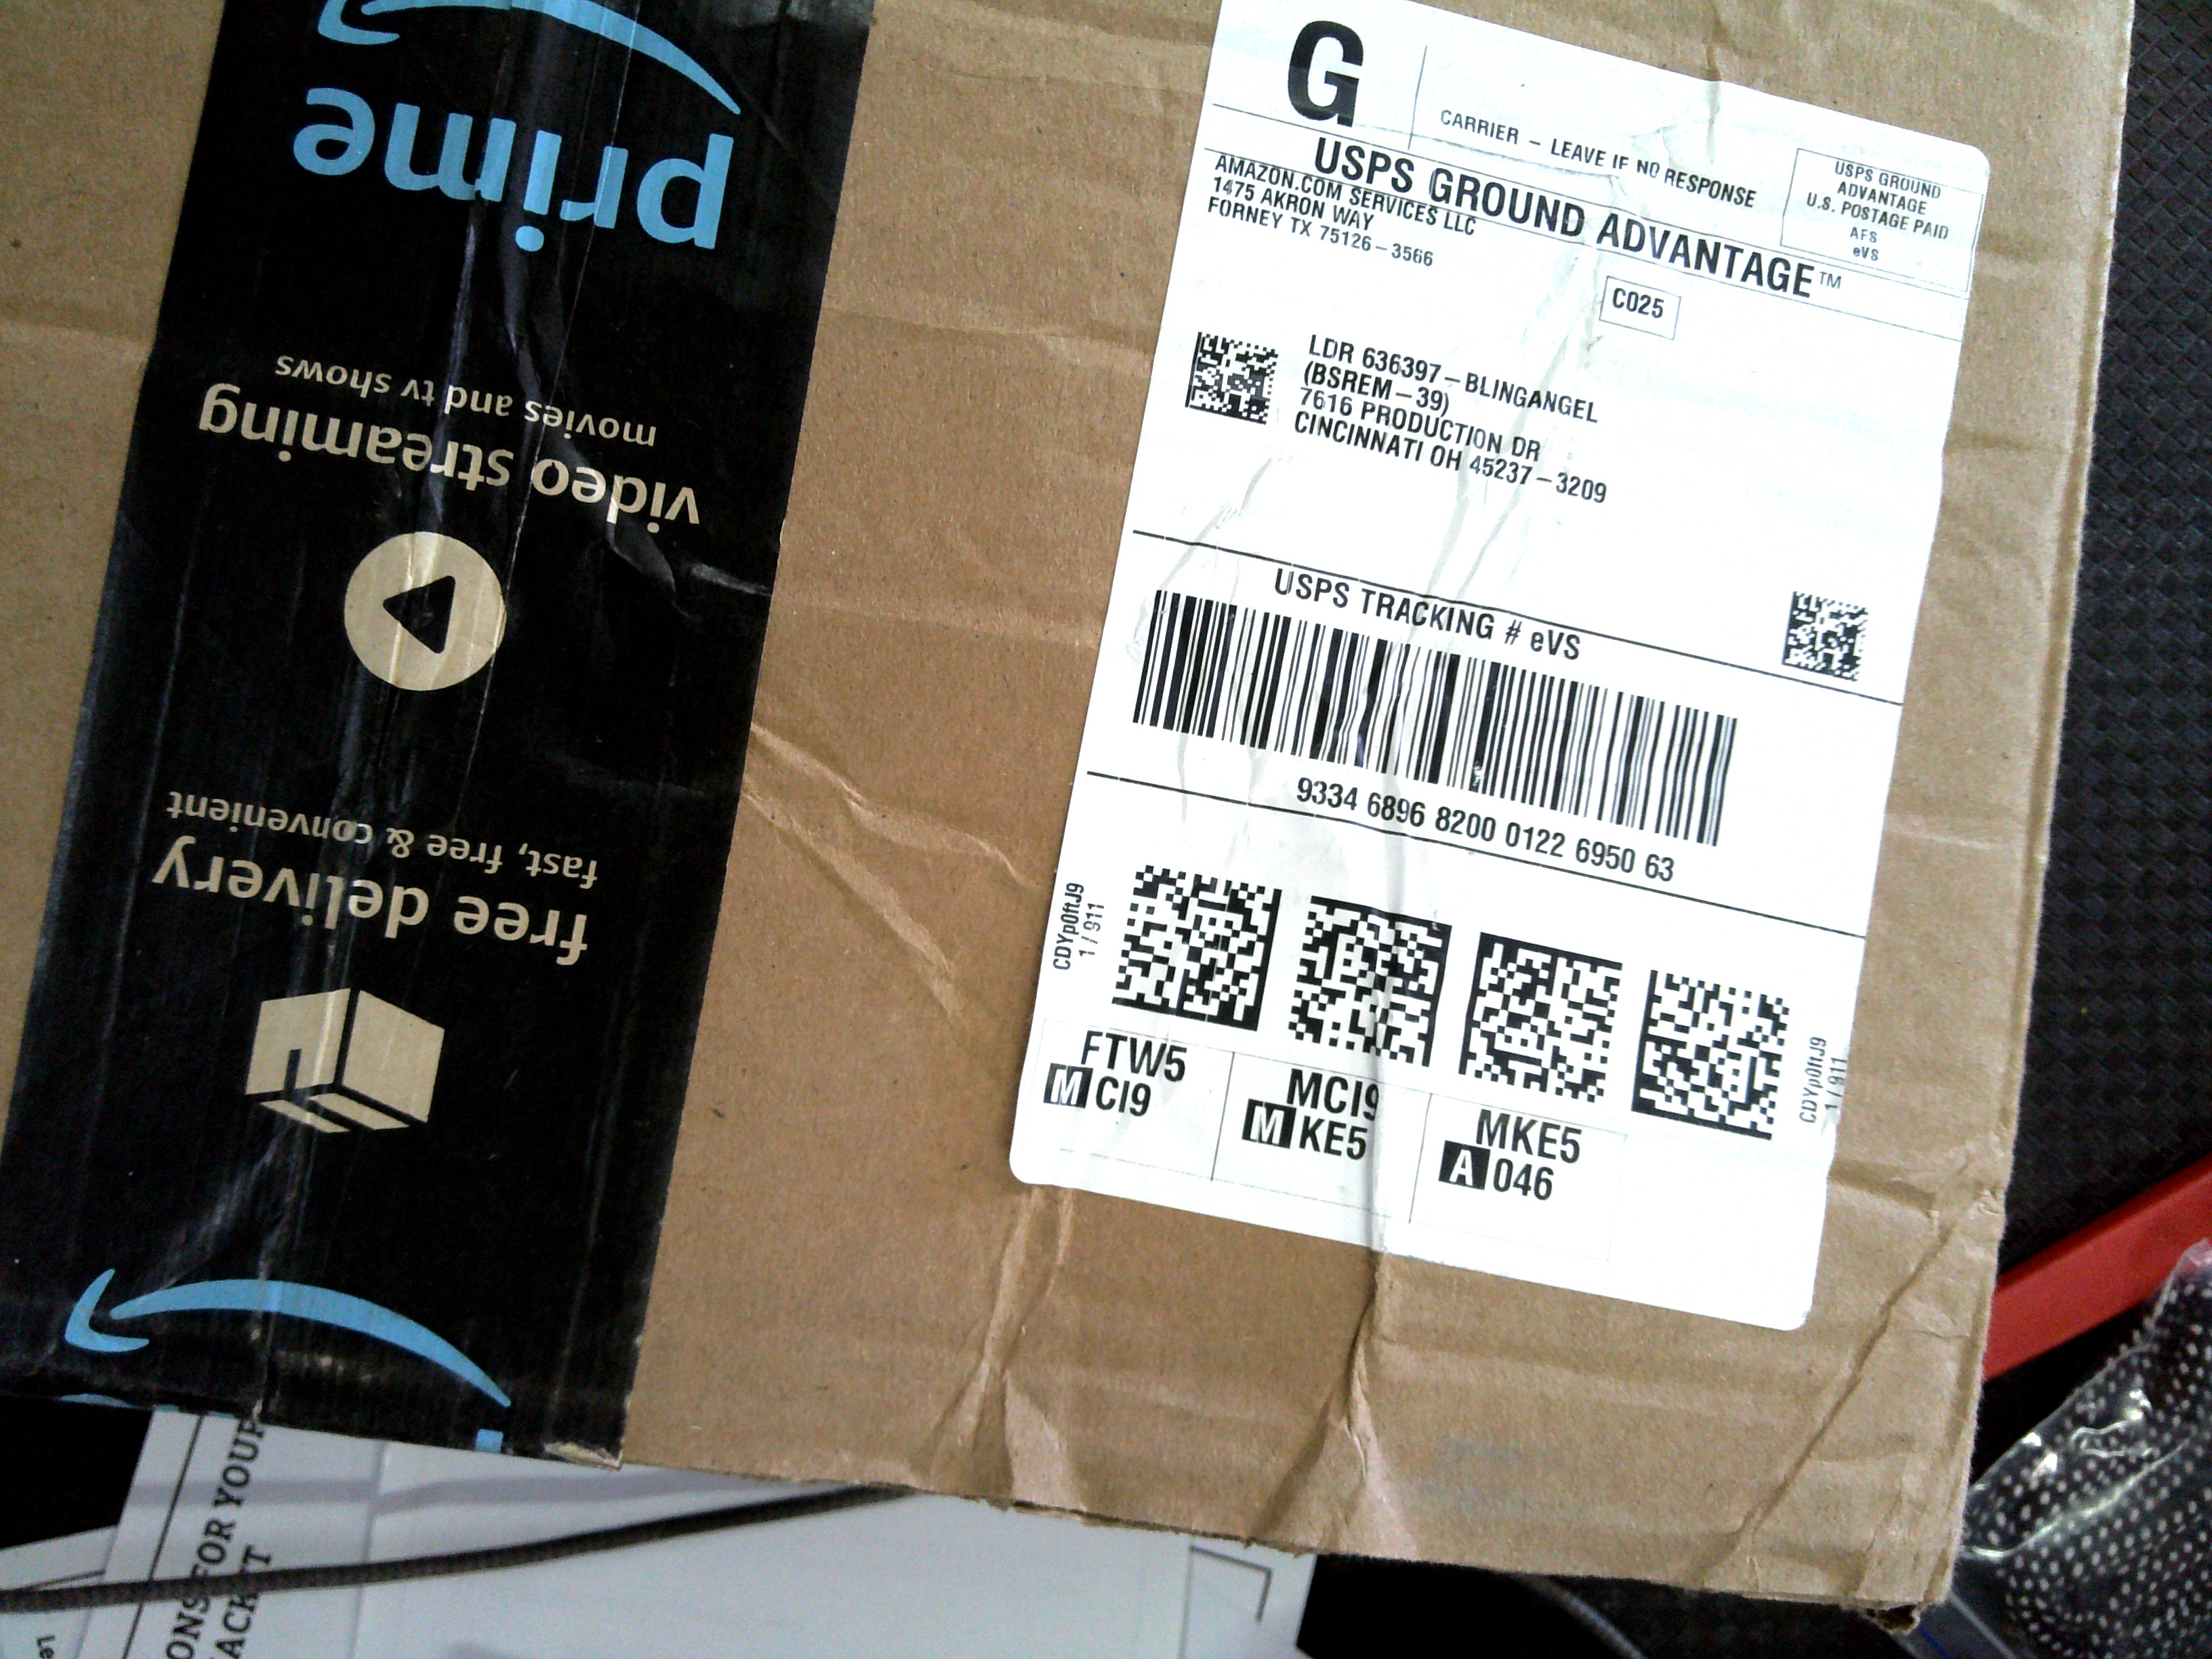 G
CARRIER – LEAVE IF NO RESPONSE
USPS GROUND
ADVANTAGE
U.S. POSTAGE PAID
AFS
eVS
USPS GROUND ADVANTAGE™
AMAZON.COM SERVICES LLC
1475 AKRON WAY
FORNEY TX 75126–3566
C025
LDR 636397–BLINGANGEL
(BSREM–39)
7616 PRODUCTION DR
CINCINNATI OH 45237–3209
USPS TRACKING # eVS
9334 6896 8200 0122 6950 63
CDYp0ftJ9
1/911
CDYp0ftJ9
1/911
FTW5
M CI9
MCI9
M KE5
MKE5
A 046
prime
video streaming
movies and tv shows
free delivery
fast, free & convenient
FOR YOUR